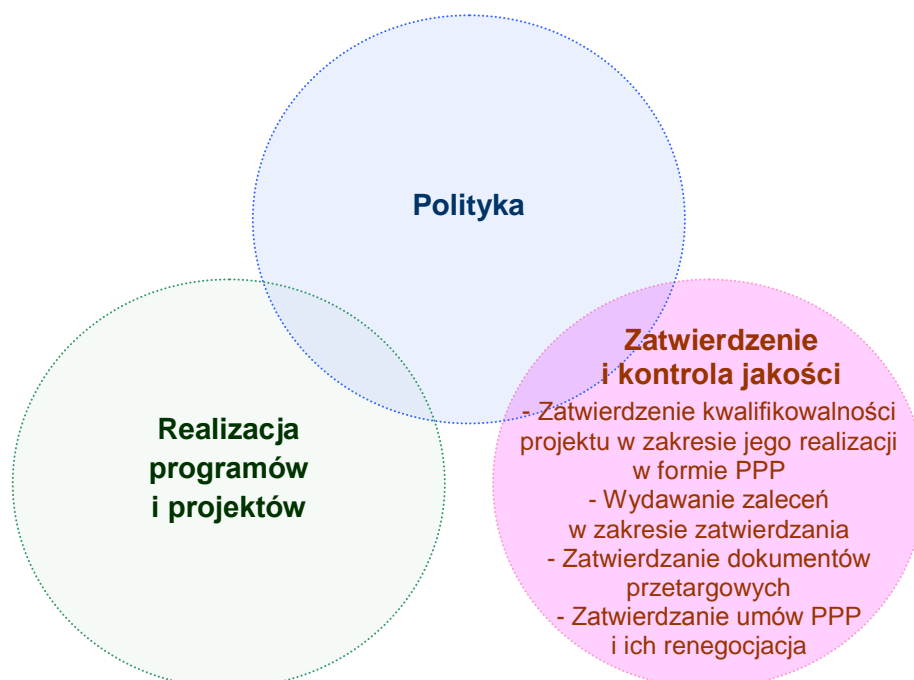 Polityka
Realizacja
programów
i projektów
Zatwierdzenie
i kontrola jakości
- Zatwierdzenie kwalifikowalności
projektu w zakresie jego realizacji
w formie PPP
- Wydawanie zaleceń
w zakresie zatwierdzania
- Zatwierdzanie dokumentów
przetargowych
- Zatwierdzanie umów PPP
i ich renegocjacja